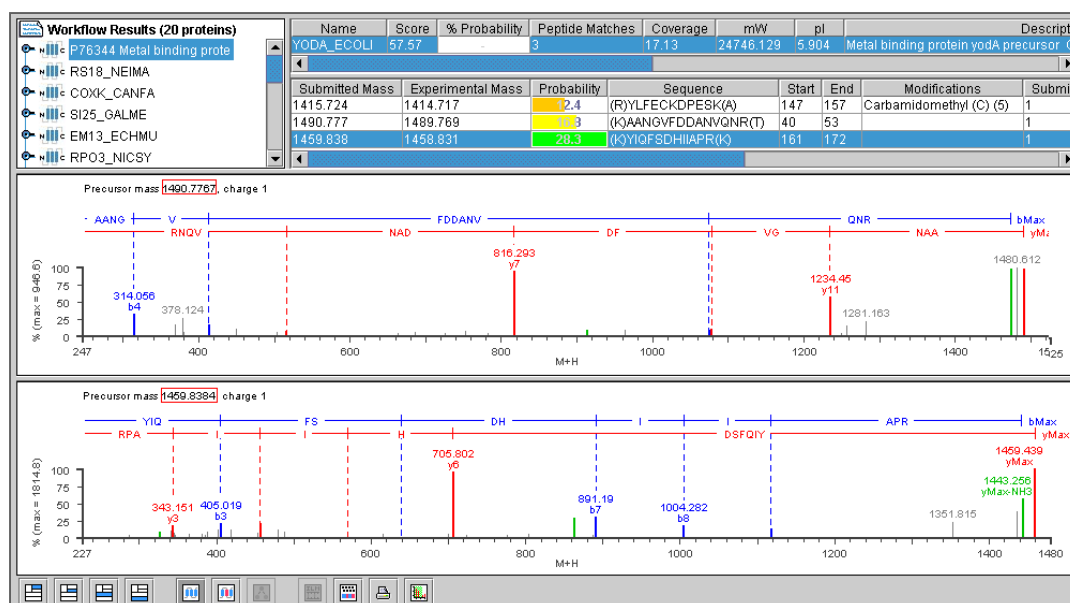 Workflow Results (20 proteins)
P76344 Metal binding prote
RS18_NEIMA
COXK_CANFA
SI25_GALME
EM13_ECHMU
RPO3_NICSY
Name Score % Probability Peptide Matches Coverage mW pI Descript
YODA_ECOLI 57.57 - 3 17.13 24746.129 5.904 Metal binding protein yodA precursor
Submitted Mass Experimental Mass Probability Sequence Start End Modifications Submi
1415.724 1414.717 12.4 (R)YLFECKDPESK(A) 147 157 Carbamidomethyl (C) (5) 1
1490.777 1489.769 16.8 (K)AANGVFDDANVQNR(T) 40 53 1
1459.838 1458.831 28.3 (K)YIQFSDHIIAPR(K) 161 172 1
Precursor mass 1490.7767, charge 1
AANG V FDDANV QNR bMax
RNQV NAD DF VG NAA yMa
816.293
y7
1480.612
1234.45
y11
314.056
b4
378.124
1281.163
% (max = 946.6)
100
75
50
25
0
247 400 600 800 1000 1200 1400 1525
M+H
Precursor mass 1459.8384, charge 1
YIQ FS DH I I APR bMax
RPA I I H DSFQIY yMax
705.802
y6
1459.439
yMax
1443.256
yMax-NH3
343.151
y3
405.019
b3
891.19
b7
1004.282
b8
1351.815
% (max = 1814.8)
100
75
50
25
0
227 400 600 800 1000 1200 1400 1480
M+H